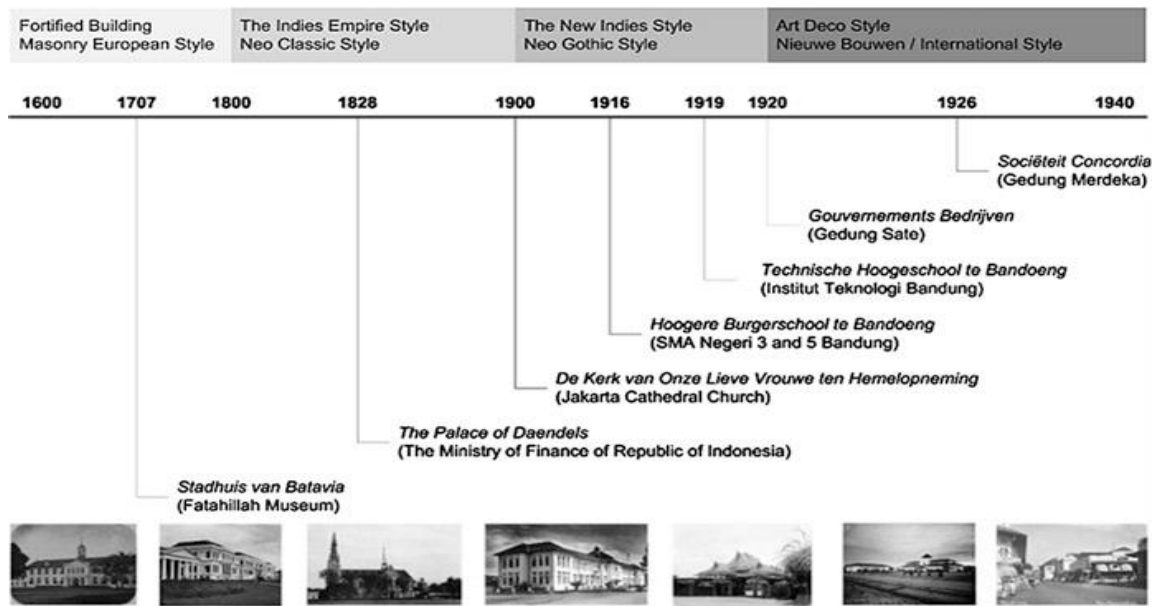 Fortified Building
Masonry European Style
The Indies Empire Style
Neo Classic Style
The New Indies Style
Neo Gothic Style
Art Deco Style
Nieuwe Bouwen / International Style
1600 1707 1800 1828 1900 1916 1919 1920 1926 1940
Sociëteit Concordia
(Gedung Merdeka)
Gouvernements Bedrijven
(Gedung Sate)
Technische Hoogeschool te Bandoeng
(Institut Teknologi Bandung)
Hoogere Burgerschool te Bandoeng
(SMA Negeri 3 and 5 Bandung)
De Kerk van Onze Lieve Vrouwe ten Hemelopneming
(Jakarta Cathedral Church)
The Palace of Daendels
(The Ministry of Finance of Republic of Indonesia)
Stadhuis van Batavia
(Fatahillah Museum)